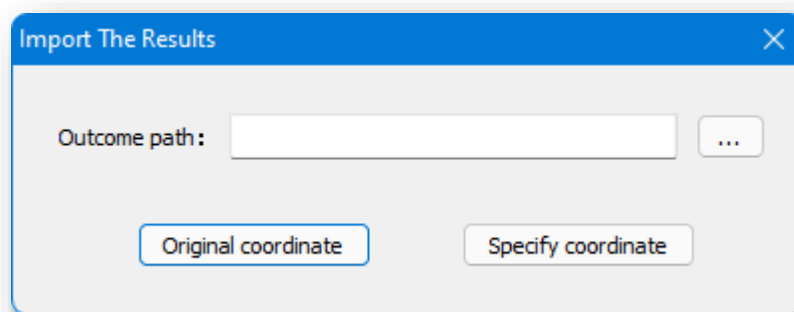 Import The Results
Outcome path:
...
Original coordinate
Specify coordinate